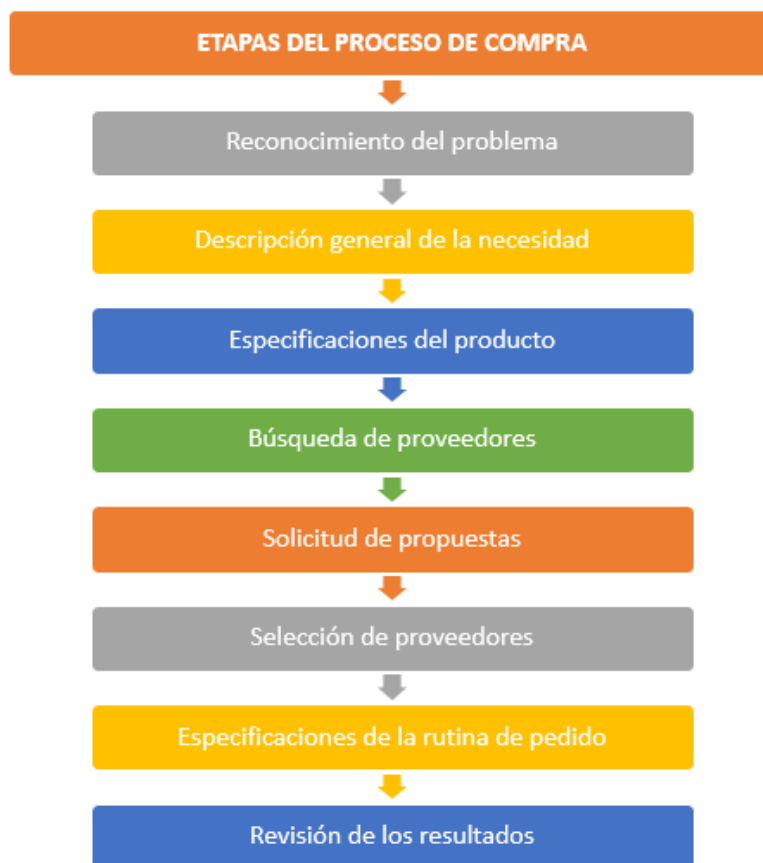 ETAPAS DEL PROCESO DE COMPRA
Reconocimiento del problema
Descripción general de la necesidad
Especificaciones del producto
Búsqueda de proveedores
Solicitud de propuestas
Selección de proveedores
Especificaciones de la rutina de pedido
Revisión de los resultados